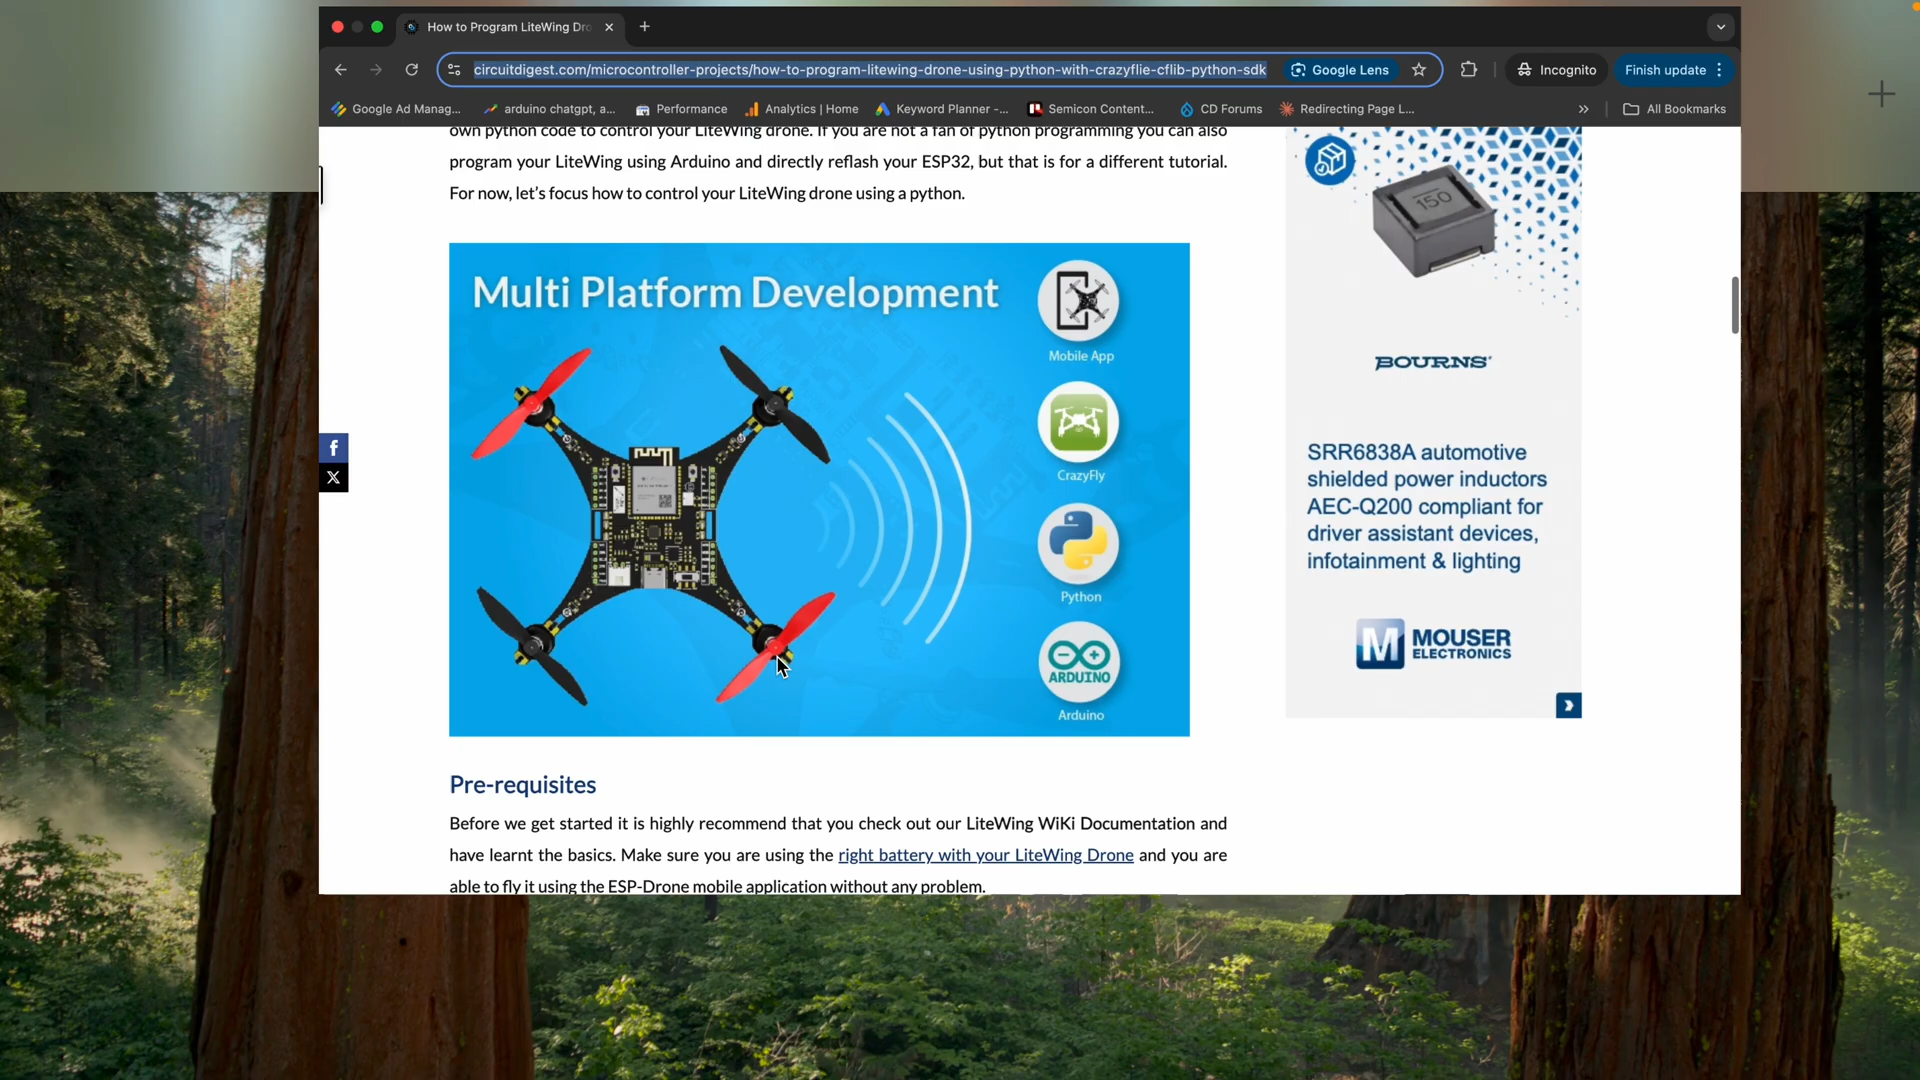 How to Program LiteWing Dro
circuitdigest.com/microcontroller-projects/how-to-program-litewing-drone-using-python-with-crazyflie-cflib-python-sdk
Google Lens
Incognito
Finish update
Google Ad Manag...
arduino chatgpt, a...
Performance
Analytics | Home
Keyword Planner -...
Semicon Content...
CD Forums
Redirecting Page L...
»
All Bookmarks
own python code to control your LiteWing drone. If you are not a fan of python programming you can also
program your LiteWing using Arduino and directly reflash your ESP32, but that is for a different tutorial.
For now, let’s focus how to control your LiteWing drone using a python.
Multi Platform Development
Mobile App
CrazyFly
Python
ARDUINO
Arduino
Pre-requisites
Before we get started it is highly recommend that you check out our LiteWing WiKi Documentation and
have learnt the basics. Make sure you are using the right battery with your LiteWing Drone and you are
able to fly it using the ESP-Drone mobile application without any problem.
150
BOURNS®
SRR6838A automotive
shielded power inductors
AEC-Q200 compliant for
driver assistant devices,
infotainment & lighting
M MOUSER
ELECTRONICS